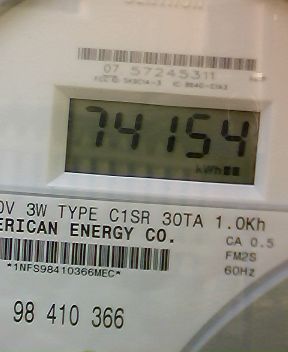 07 57245311
74154
kWh
0V 3W TYPE C1SR 30TA 1.0Kh
ERICAN ENERGY CO.
CA 0.5
FM2S
60Hz
*1NFS98410366MEC*
98 410 366